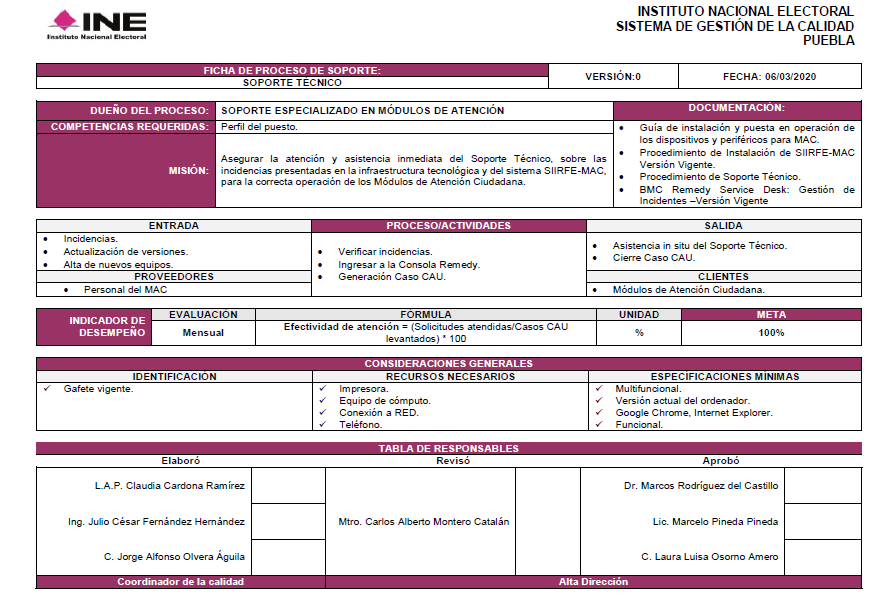 INE
Instituto Nacional Electoral
INSTITUTO NACIONAL ELECTORAL
SISTEMA DE GESTIÓN DE LA CALIDAD
PUEBLA
FICHA DE PROCESO DE SOPORTE:
SOPORTE TÉCNICO
VERSIÓN:0
FECHA: 06/03/2020
DUEÑO DEL PROCESO:
SOPORTE ESPECIALIZADO EN MÓDULOS DE ATENCIÓN
COMPETENCIAS REQUERIDAS:
Perfil del puesto.
MISIÓN:
Asegurar la atención y asistencia inmediata del Soporte Técnico, sobre las
incidencias presentadas en la infraestructura tecnológica y del sistema SIIRFE-MAC,
para la correcta operación de los Módulos de Atención Ciudadana.
DOCUMENTACIÓN:
• Guía de instalación y puesta en operación de
los dispositivos y periféricos para MAC.
• Procedimiento de Instalación de SIIRFE-MAC
Versión Vigente.
• Procedimiento de Soporte Técnico.
• BMC Remedy Service Desk: Gestión de
Incidentes –Versión Vigente
ENTRADA
• Incidencias.
• Actualización de versiones.
• Alta de nuevos equipos.
PROVEEDORES
• Personal del MAC
PROCESO/ACTIVIDADES
• Verificar incidencias.
• Ingresar a la Consola Remedy.
• Generación Caso CAU.
SALIDA
• Asistencia in situ del Soporte Técnico.
• Cierre Caso CAU.
CLIENTES
• Módulos de Atención Ciudadana.
INDICADOR DE
DESEMPEÑO
EVALUACIÓN
Mensual
FÓRMULA
Efectividad de atención = (Solicitudes atendidas/Casos CAU
levantados) * 100
UNIDAD
%
META
100%
CONSIDERACIONES GENERALES
IDENTIFICACIÓN
✓ Gafete vigente.
RECURSOS NECESARIOS
✓ Impresora.
✓ Equipo de cómputo.
✓ Conexión a RED.
✓ Teléfono.
ESPECÍFICACIONES MÍNIMAS
✓ Multifuncional.
✓ Versión actual del ordenador.
✓ Google Chrome, Internet Explorer.
✓ Funcional.
TABLA DE RESPONSABLES
Elaboró
L.A.P. Claudia Cardona Ramírez
Ing. Julio César Fernández Hernández
C. Jorge Alfonso Olvera Águila
Revisó
Mtro. Carlos Alberto Montero Catalán
Aprobó
Dr. Marcos Rodríguez del Castillo
Lic. Marcelo Pineda Pineda
C. Laura Luisa Osorno Amero
Coordinador de la calidad
Alta Dirección